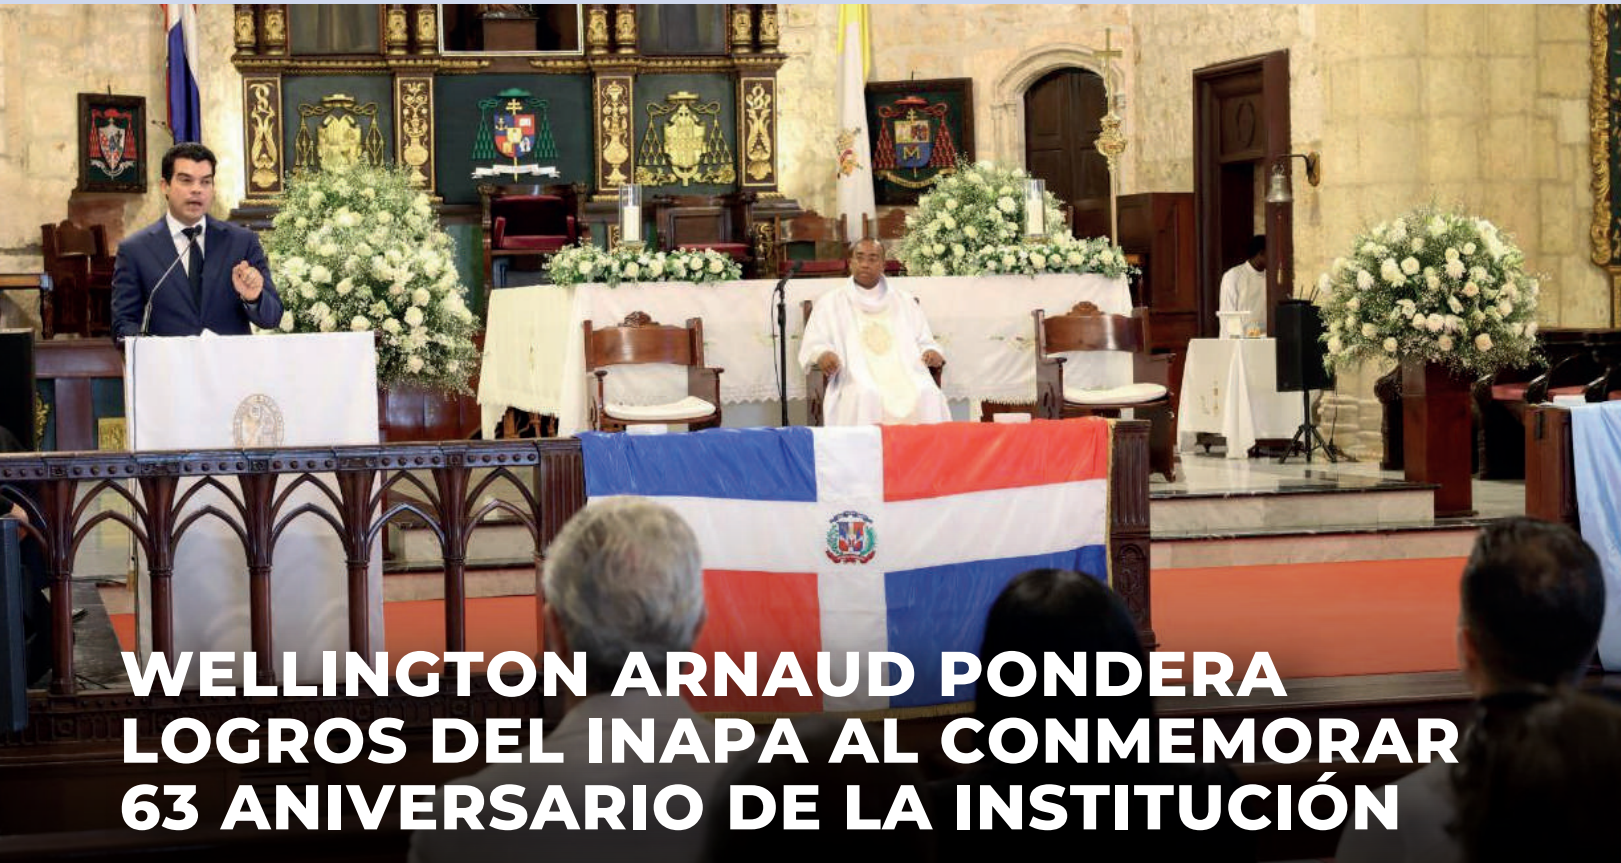 WELLINGTON ARNAUD PONDERA
LOGROS DEL INAPA AL CONMEMORAR
63 ANIVERSARIO DE LA INSTITUCIÓN